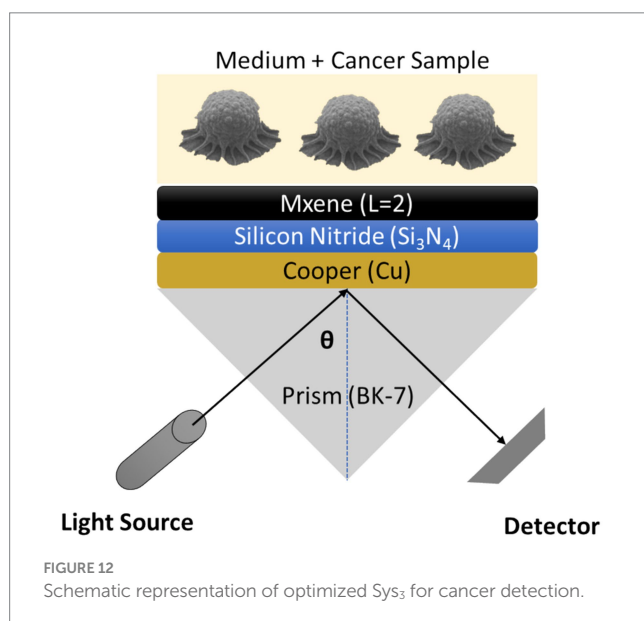 Medium + Cancer Sample
Mxene (L=2)
Silicon Nitride (Si₃N₄)
Cooper (Cu)
θ
Prism (BK-7)
Light Source
Detector
FIGURE 12
Schematic representation of optimized Sys₃ for cancer detection.